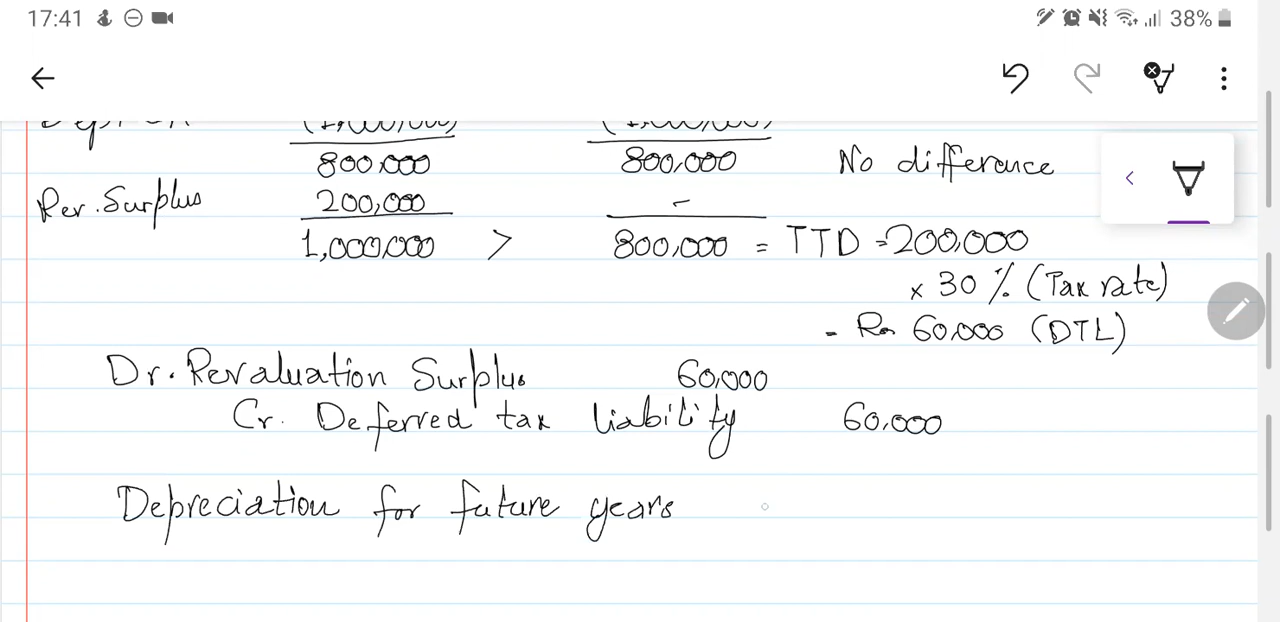 17:41 38%
800,000 800,000 No difference
Rev. Surplus 200,000 -
1,000,000 > 800,000 = TTD = 200,000
× 30% (Tax rate)
= Rs 60,000 (DTL)
Dr. Revaluation Surplus 60,000
Cr. Deferred tax liability 60,000
Depreciation for future years